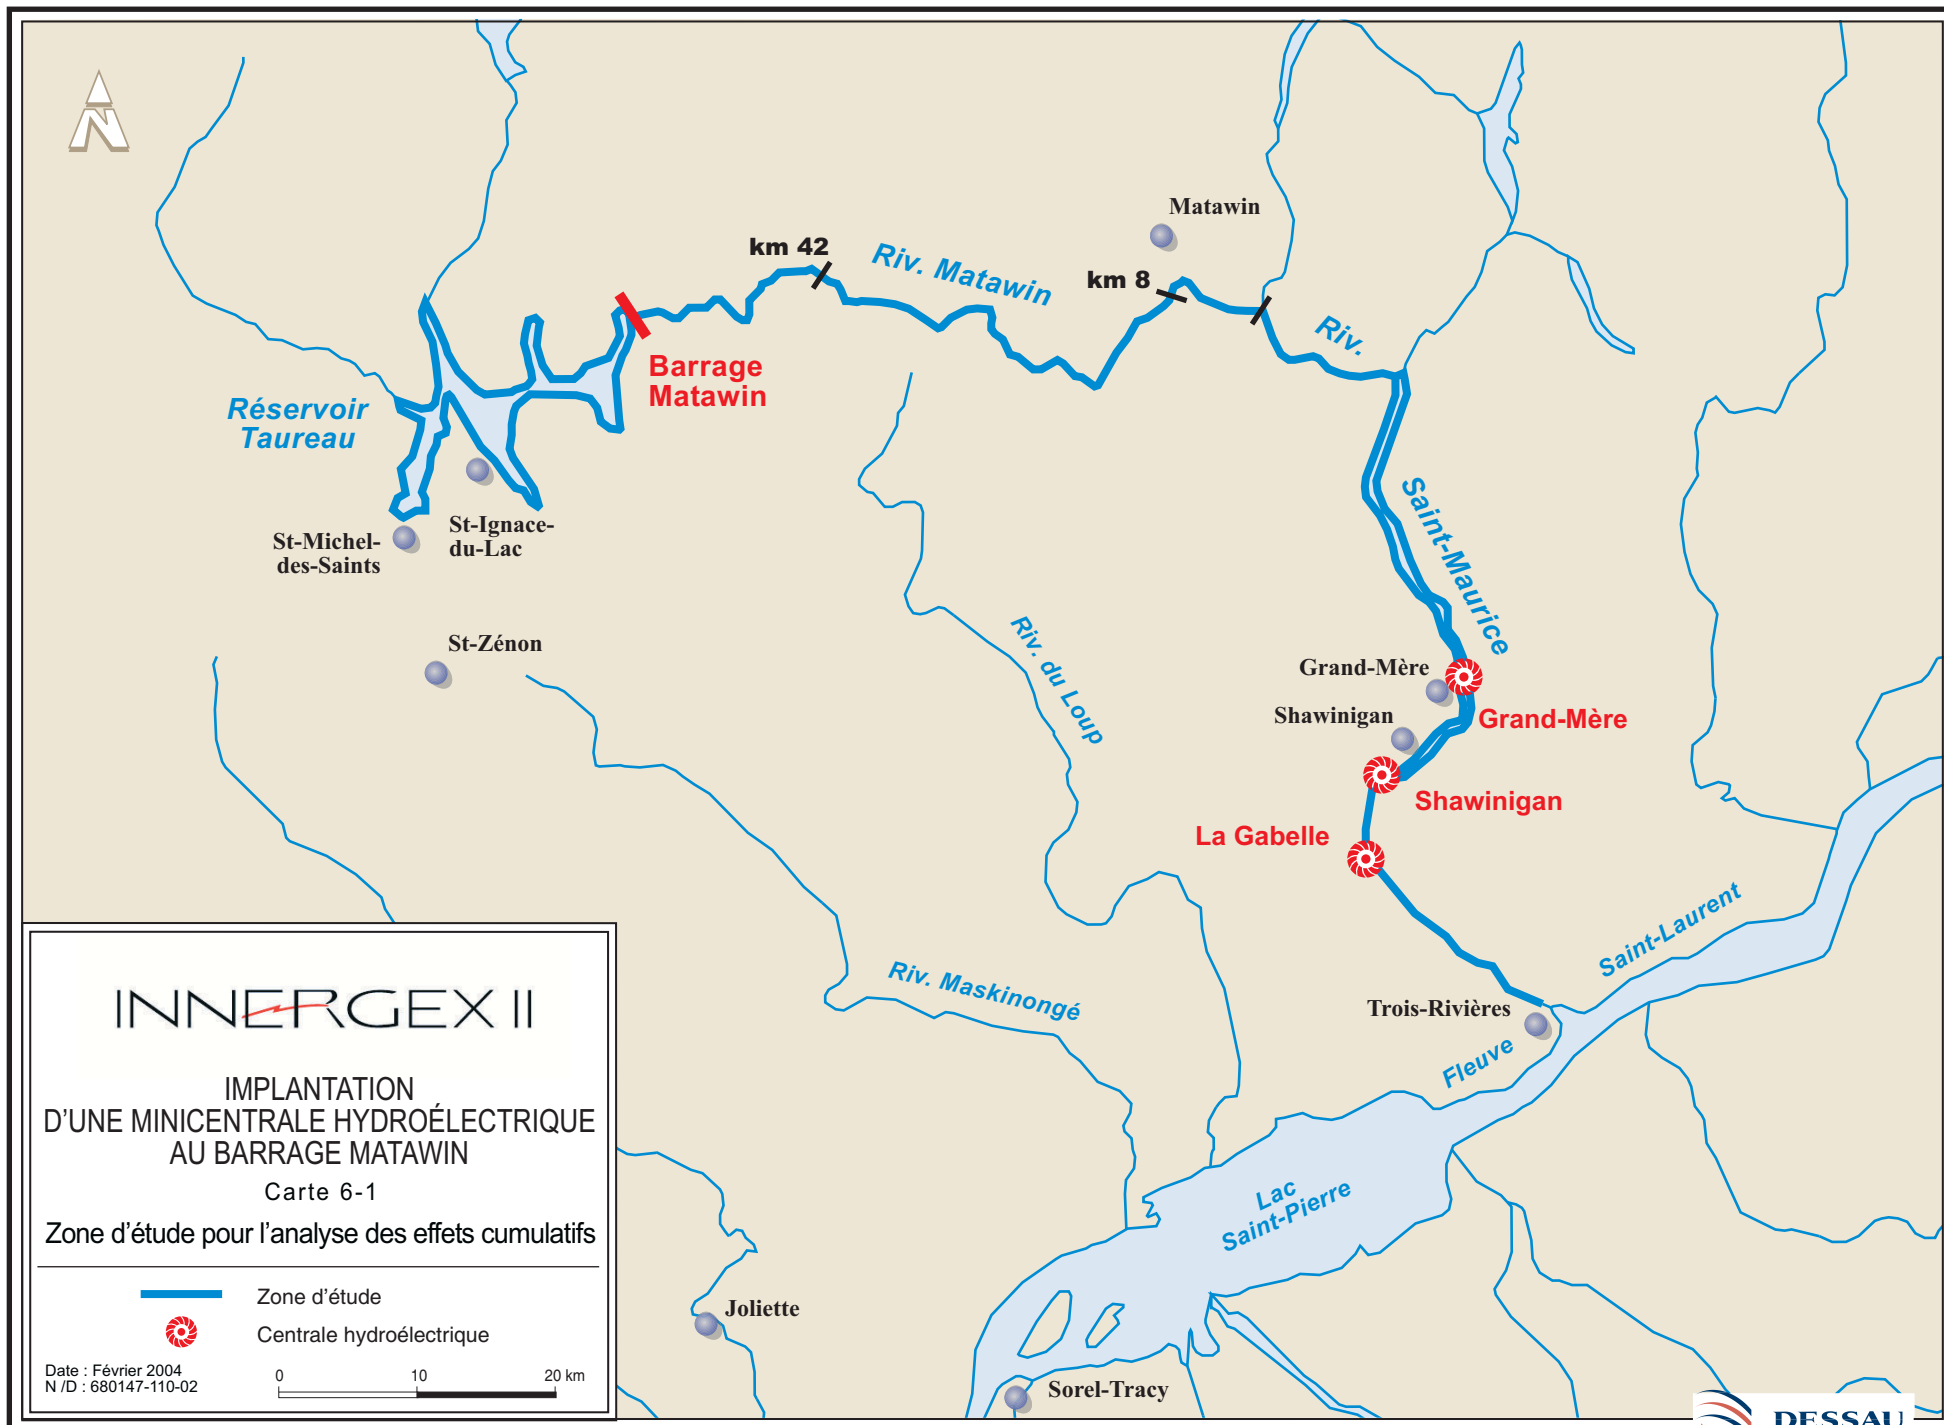 Matawin
km 42
Riv. Matawin
km 8
Riv.
Barrage
Matawin
Réservoir
Taureau
Saint-Maurice
St-Ignace-
du-Lac
St-Michel-
des-Saints
St-Zénon
Riv. du Loup
Grand-Mère
Shawinigan
Grand-Mère
Shawinigan
La Gabelle
Saint-Laurent
Riv. Maskinongé
Trois-Rivières
Fleuve
Lac
Saint-Pierre
Joliette
Sorel-Tracy
INNERGEX II
IMPLANTATION
D'UNE MINICENTRALE HYDROÉLECTRIQUE
AU BARRAGE MATAWIN
Carte 6-1
Zone d'étude pour l'analyse des effets cumulatifs
Zone d'étude
Centrale hydroélectrique
Date : Février 2004
N /D : 680147-110-02
0 10 20 km
N
DESSAU